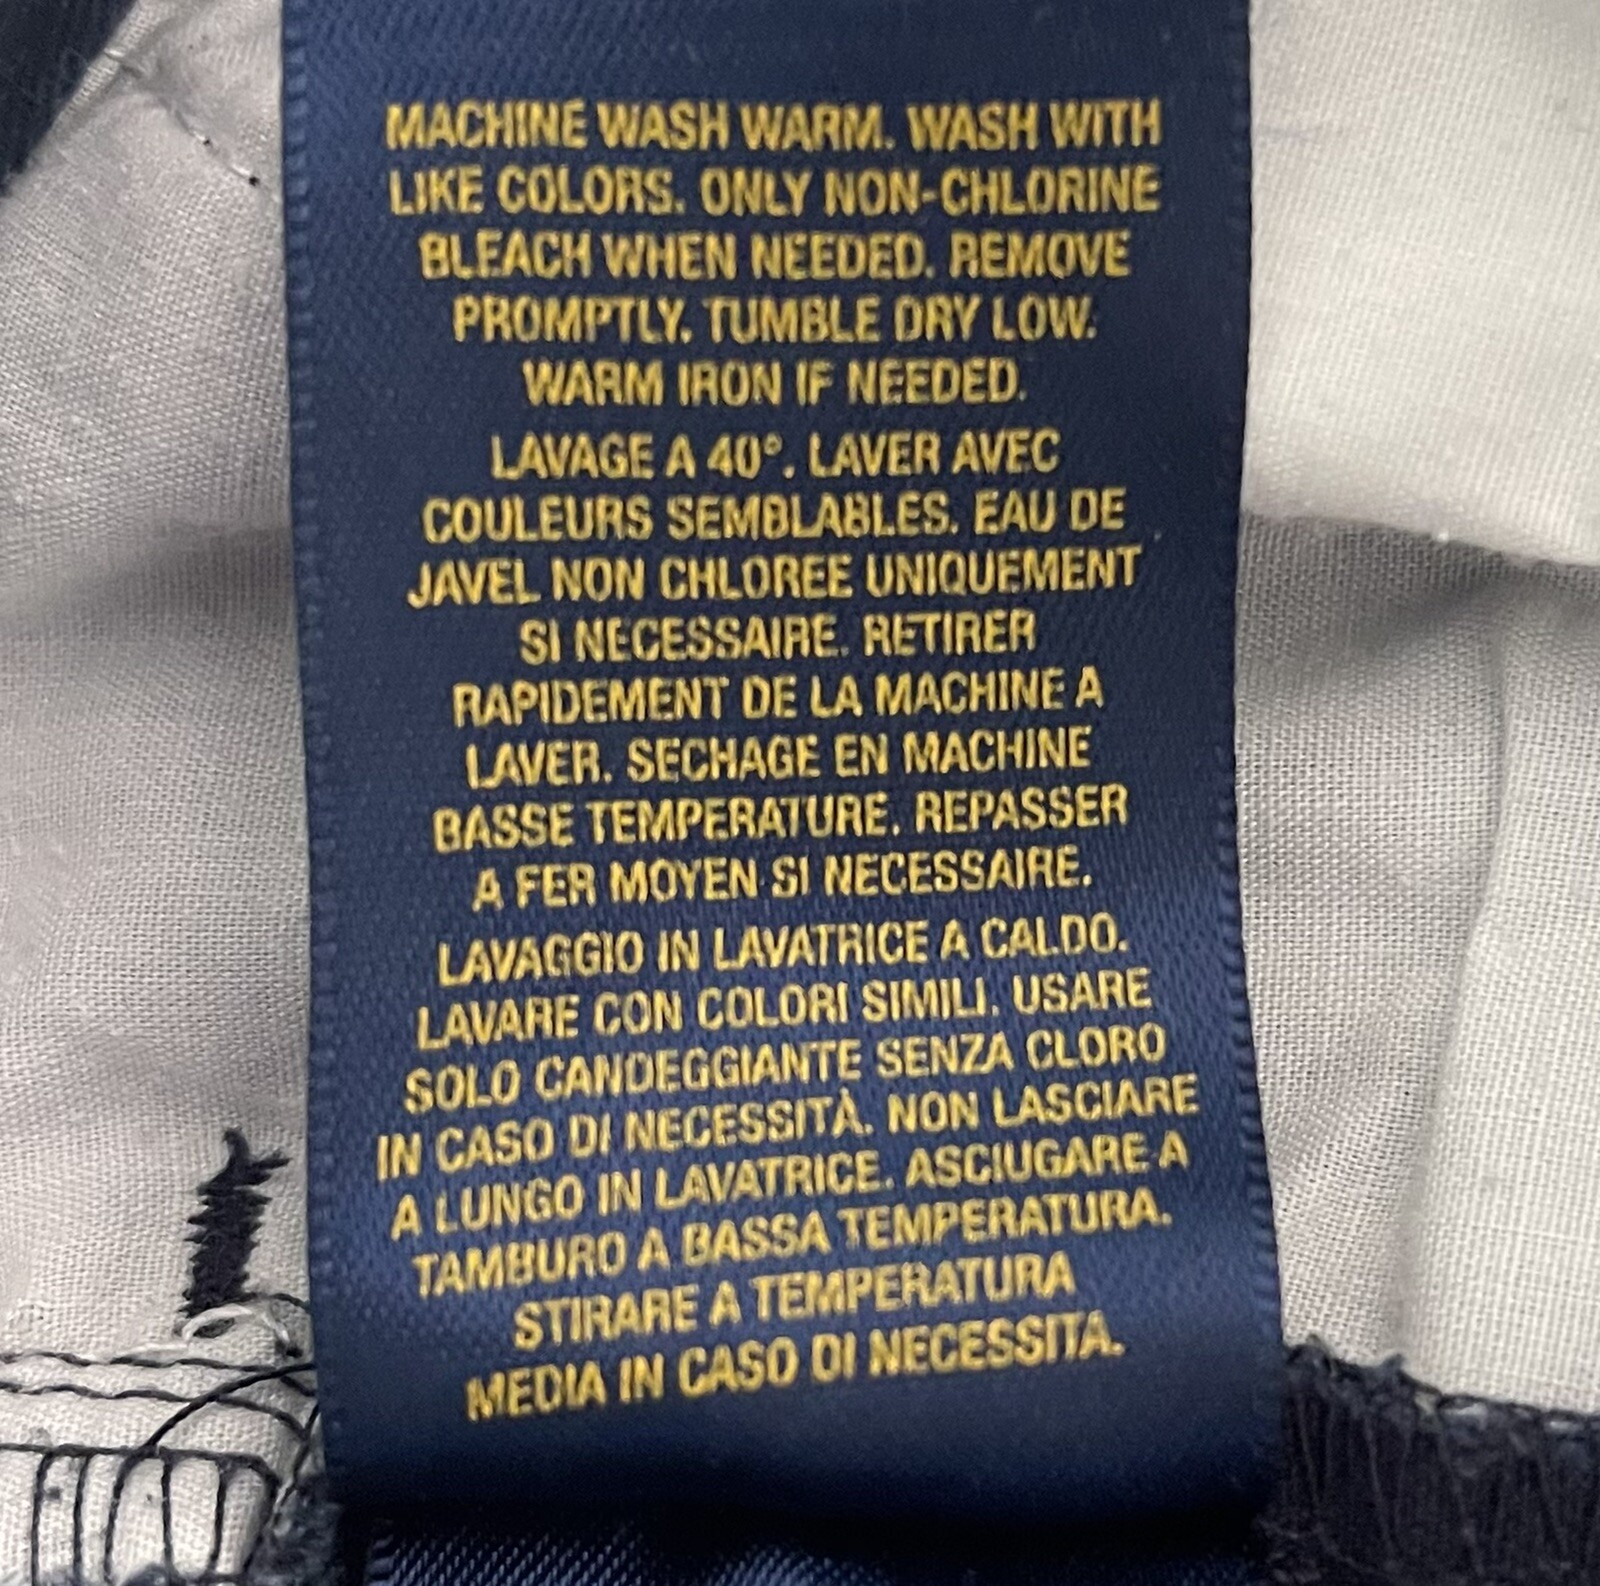 MACHINE WASH WARM. WASH WITH
LIKE COLORS. ONLY NON-CHLORINE
BLEACH WHEN NEEDED. REMOVE
PROMPTLY. TUMBLE DRY LOW.
WARM IRON IF NEEDED.
LAVAGE A 40°. LAVER AVEC
COULEURS SEMBLABLES. EAU DE
JAVEL NON CHLOREE UNIQUEMENT
SI NECESSAIRE. RETIRER
RAPIDEMENT DE LA MACHINE A
LAVER. SECHAGE EN MACHINE
BASSE TEMPERATURE. REPASSER
A FER MOYEN SI NECESSAIRE.
LAVAGGIO IN LAVATRICE A CALDO.
LAVARE CON COLORI SIMILI. USARE
SOLO CANDEGGIANTE SENZA CLORO
IN CASO DI NECESSITÀ. NON LASCIARE
A LUNGO IN LAVATRICE. ASCIUGARE A
TAMBURO A BASSA TEMPERATURA.
STIRARE A TEMPERATURA
MEDIA IN CASO DI NECESSITA.